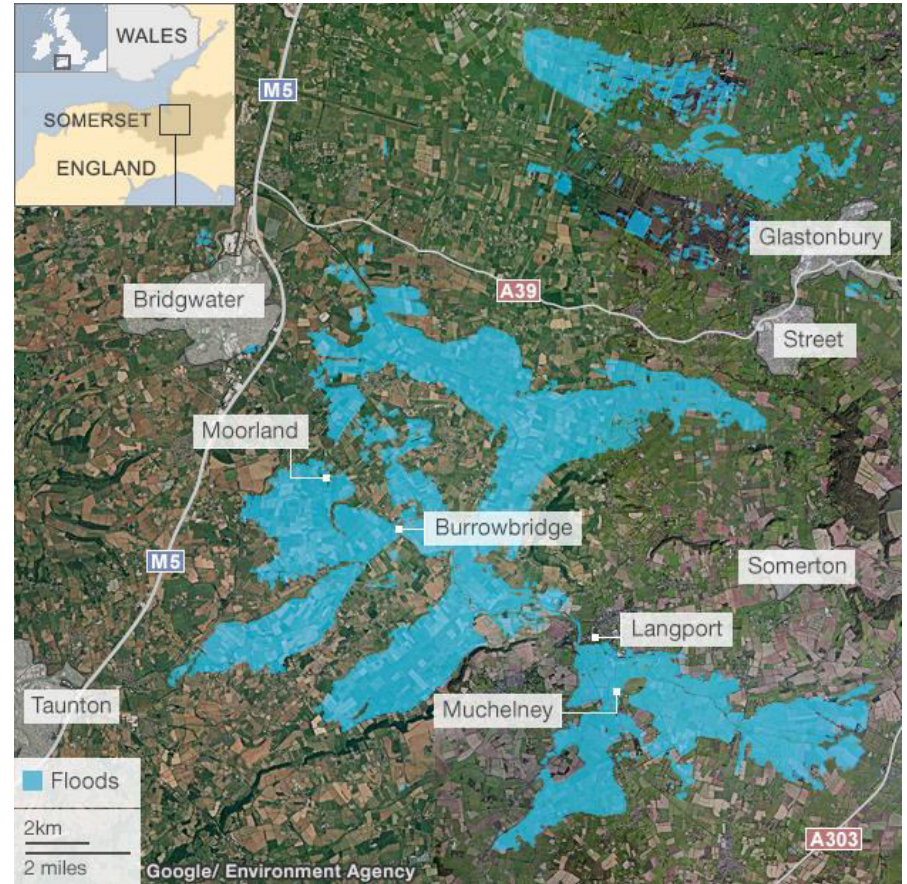 WALES
SOMERSET
ENGLAND
M5
Glastonbury
A39
Bridgwater
Street
Moorland
Burrowbridge
M5
Somerton
Langport
Taunton
Muchelney
Floods
2km
2 miles
A303
Google/ Environment Agency